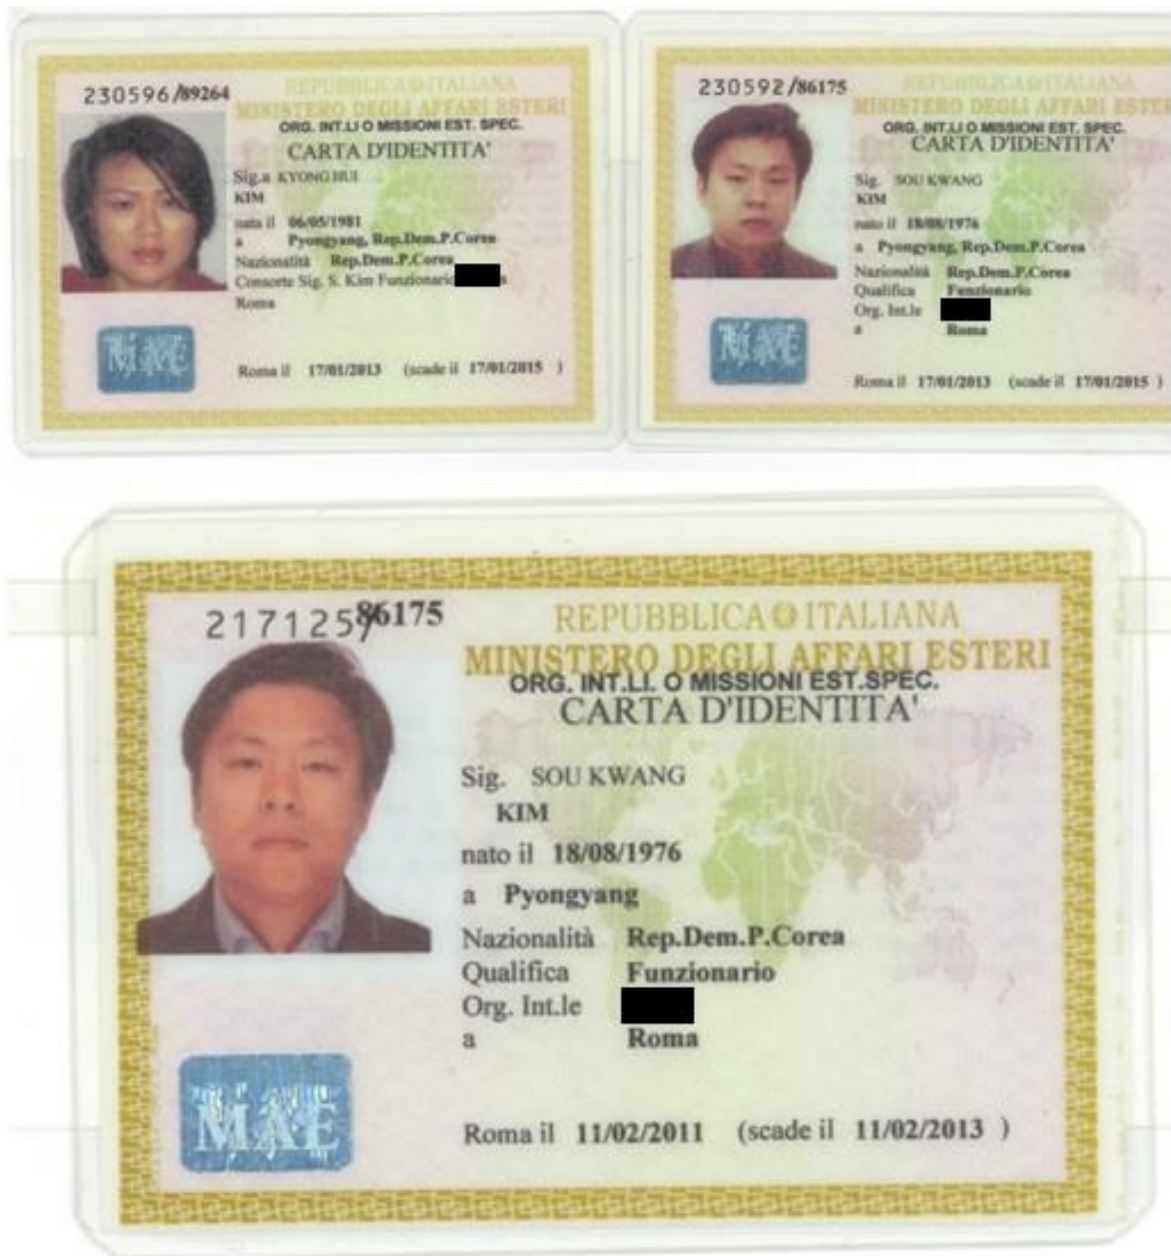 230596/89264
REPUBBLICA ITALIANA
MINISTERO DEGLI AFFARI ESTERI
ORG. INT.LI O MISSIONI EST. SPEC.
CARTA D'IDENTITA'
Sig.a KYONG HUI
KIM
nata il 06/05/1981
a Pyongyang, Rep.Dem.P.Corea
Nazionalità Rep.Dem.P.Corea
Consorte Sig. S. Kim Funzionario
Roma
MAE
Roma il 17/01/2013 (scade il 17/01/2015 )
230592/86175
REPUBBLICA ITALIANA
MINISTERO DEGLI AFFARI ESTE
ORG. INT.LI O MISSIONI EST. SPEC.
CARTA D'IDENTITA'
Sig. SOU KWANG
KIM
nato il 18/08/1976
a Pyongyang, Rep.Dem.P.Corea
Nazionalità Rep.Dem.P.Corea
Qualifica Funzionario
Org. Int.le
a Roma
MAE
Roma il 17/01/2013 (scade il 17/01/2015 )
217125/86175
REPUBBLICA ITALIANA
MINISTERO DEGLI AFFARI ESTERI
ORG. INT.LI. O MISSIONI EST.SPEC.
CARTA D'IDENTITA'
Sig. SOU KWANG
KIM
nato il 18/08/1976
a Pyongyang
Nazionalità Rep.Dem.P.Corea
Qualifica Funzionario
Org. Int.le
a Roma
MAE
Roma il 11/02/2011 (scade il 11/02/2013 )